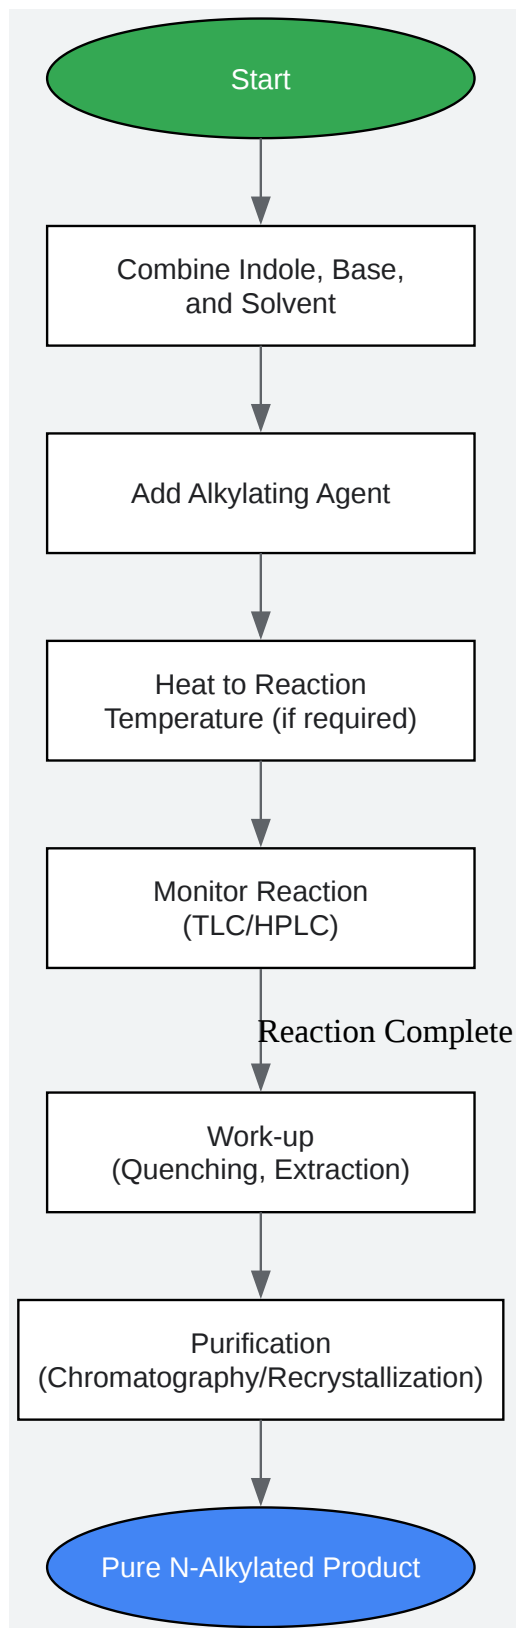 Start
Combine Indole, Base,
and Solvent
Add Alkylating Agent
Heat to Reaction
Temperature (if required)
Monitor Reaction
(TLC/HPLC)
Reaction Complete
Work-up
(Quenching, Extraction)
Purification
(Chromatography/Recrystallization)
Pure N-Alkylated Product